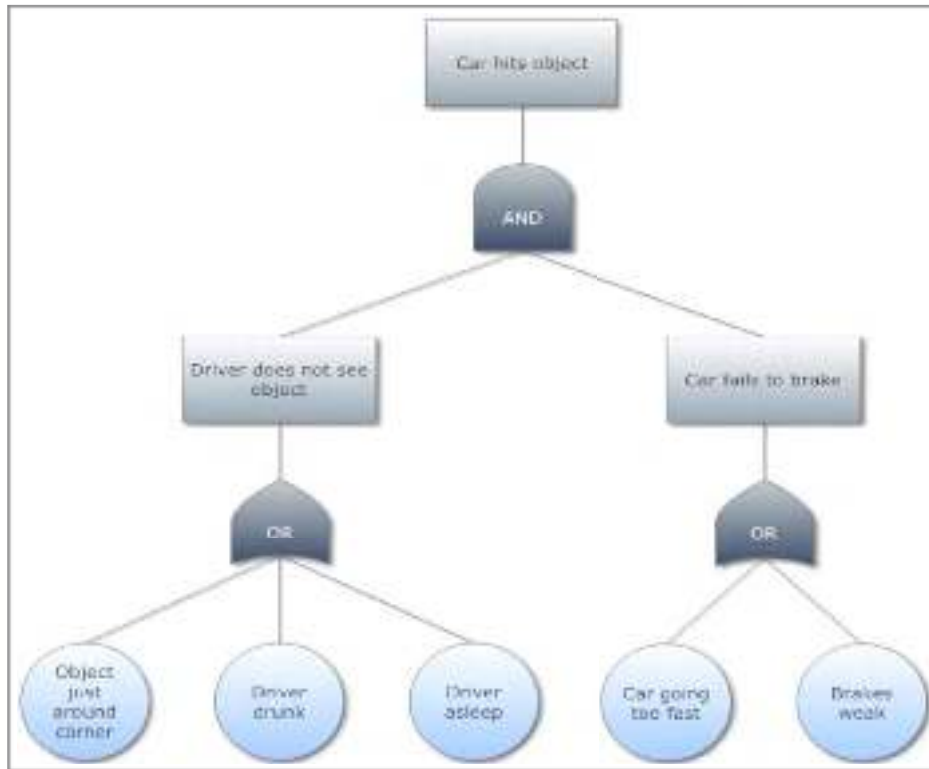 Car hits object
AND
Driver does not see
object
Car fails to brake
OR
OR
Object
just
around
corner
Driver
drunk
Driver
asleep
Car going
too fast
Brakes
weak